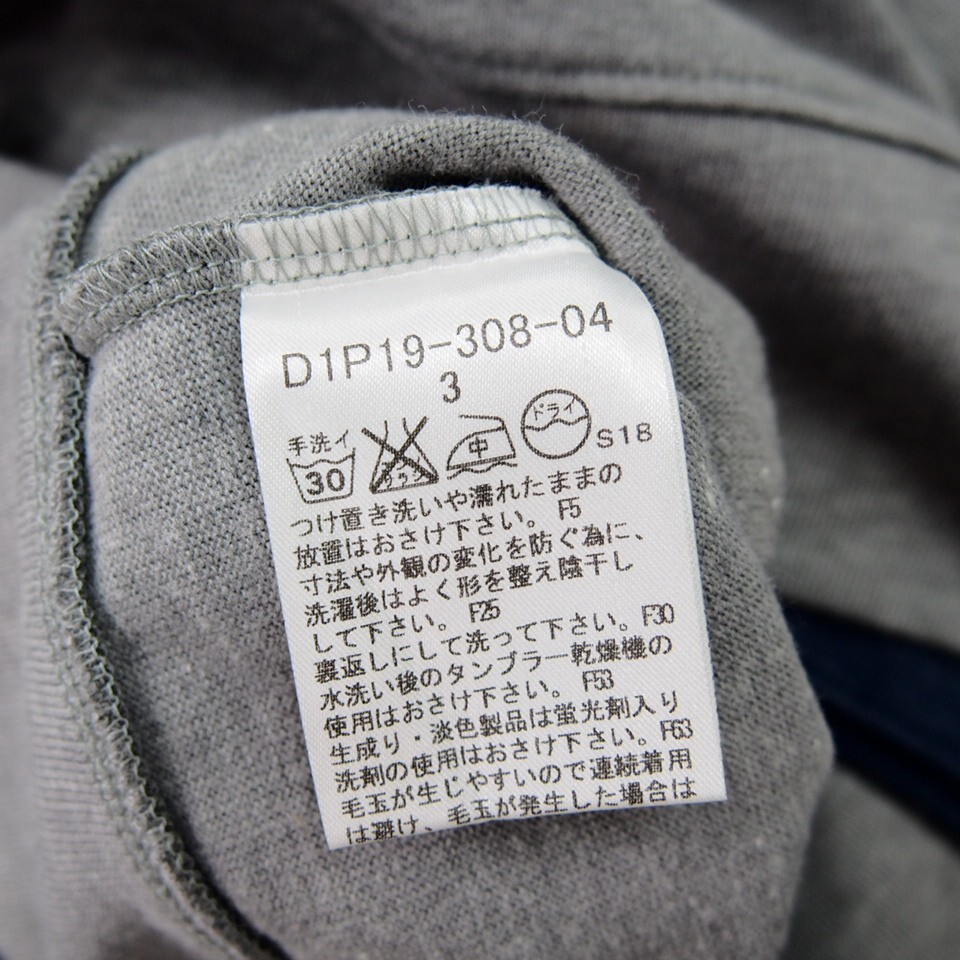 D1P19-308-04
3
手洗イ 30 エンソサラシ 中 ドライ S18
つけ置き洗いや濡れたままの
放置はおさけ下さい。 F5
寸法や外観の変化を防ぐ為に、
洗濯後はよく形を整え陰干し
して下さい。 F25
裏返しにして洗って下さい。F30
水洗い後のタンブラー乾燥機の
使用はおさけ下さい。 F53
生成り・淡色製品は蛍光剤入り
洗剤の使用はおさけ下さい。F63
毛玉が生じやすいので連続着用
は避け、毛玉が発生した場合は